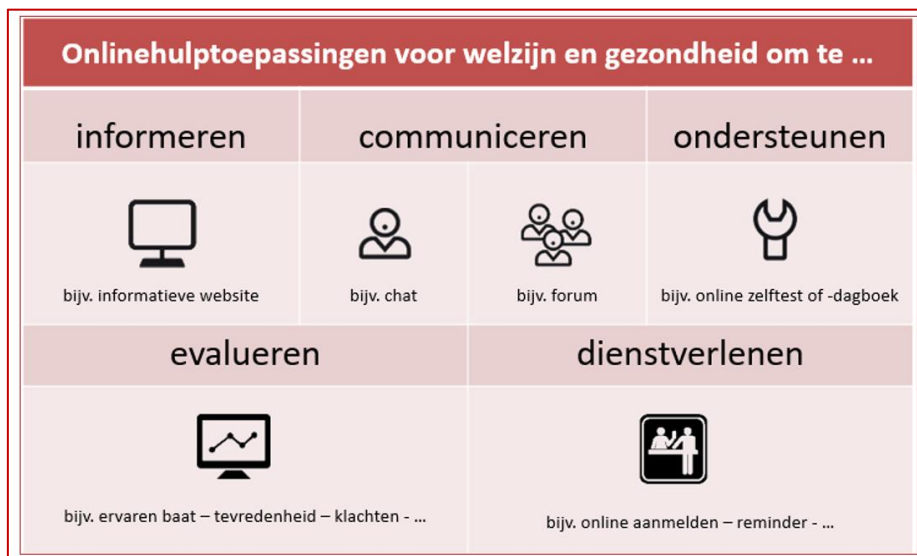 Onlinehulptoepassingen voor welzijn en gezondheid om te ...
informeren
communiceren
ondersteunen
bijv. informatieve website
bijv. chat
bijv. forum
bijv. online zelftest of -dagboek
evalueren
dienstverlenen
bijv. ervaren baat – tevredenheid – klachten - ...
bijv. online aanmelden – reminder - ...